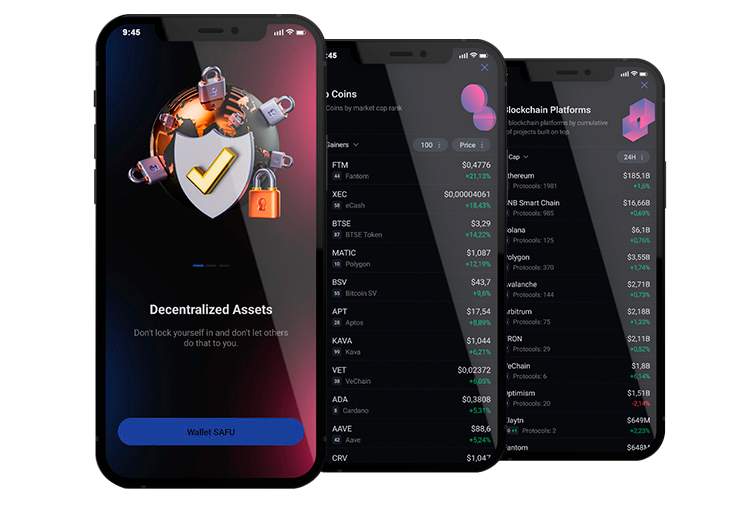 9:45
Decentralized Assets
Don't lock yourself in and don't let others
do that to you.
Wallet SAFU
:45
Coins
Coins by market cap rank
Gainers
100
Price
FTM $0,4776
44 Fantom +21,13%
XEC $0,00004061
58 eCash +18,43%
BTSE $3,29
87 BTSE Token +14,22%
MATIC $1,087
10 Polygon +12,19%
BSV $43,7
55 Bitcoin SV +9,6%
APT $17,54
28 Aptos +8,89%
KAVA $1,044
99 Kava +6,21%
VET $0,02372
38 VeChain +6,05%
ADA $0,3808
8 Cardano +5,31%
AAVE $88,6
42 Aave +5,24%
CRV $1,047
Blockchain Platforms
blockchain platforms by cumulative
of projects built on top.
Cap
24H
thereum $185,1B
Protocols: 1981 +1,6%
NB Smart Chain $16,66B
Protocols: 985 +0,69%
olana $6,1B
Protocols: 125 +0,76%
olygon $3,55B
Protocols: 370 +1,74%
valanche $2,71B
Protocols: 144 +0,73%
rbitrum $2,18B
Protocols: 75 +1,33%
RON $2,11B
Protocols: 29 +0,52%
eChain $1,8B
Protocols: 6 +6,14%
ptimism $1,51B
Protocols: 20 -2,14%
laytn $649M
+1 Protocols: 2 +2,23%
antom $648M